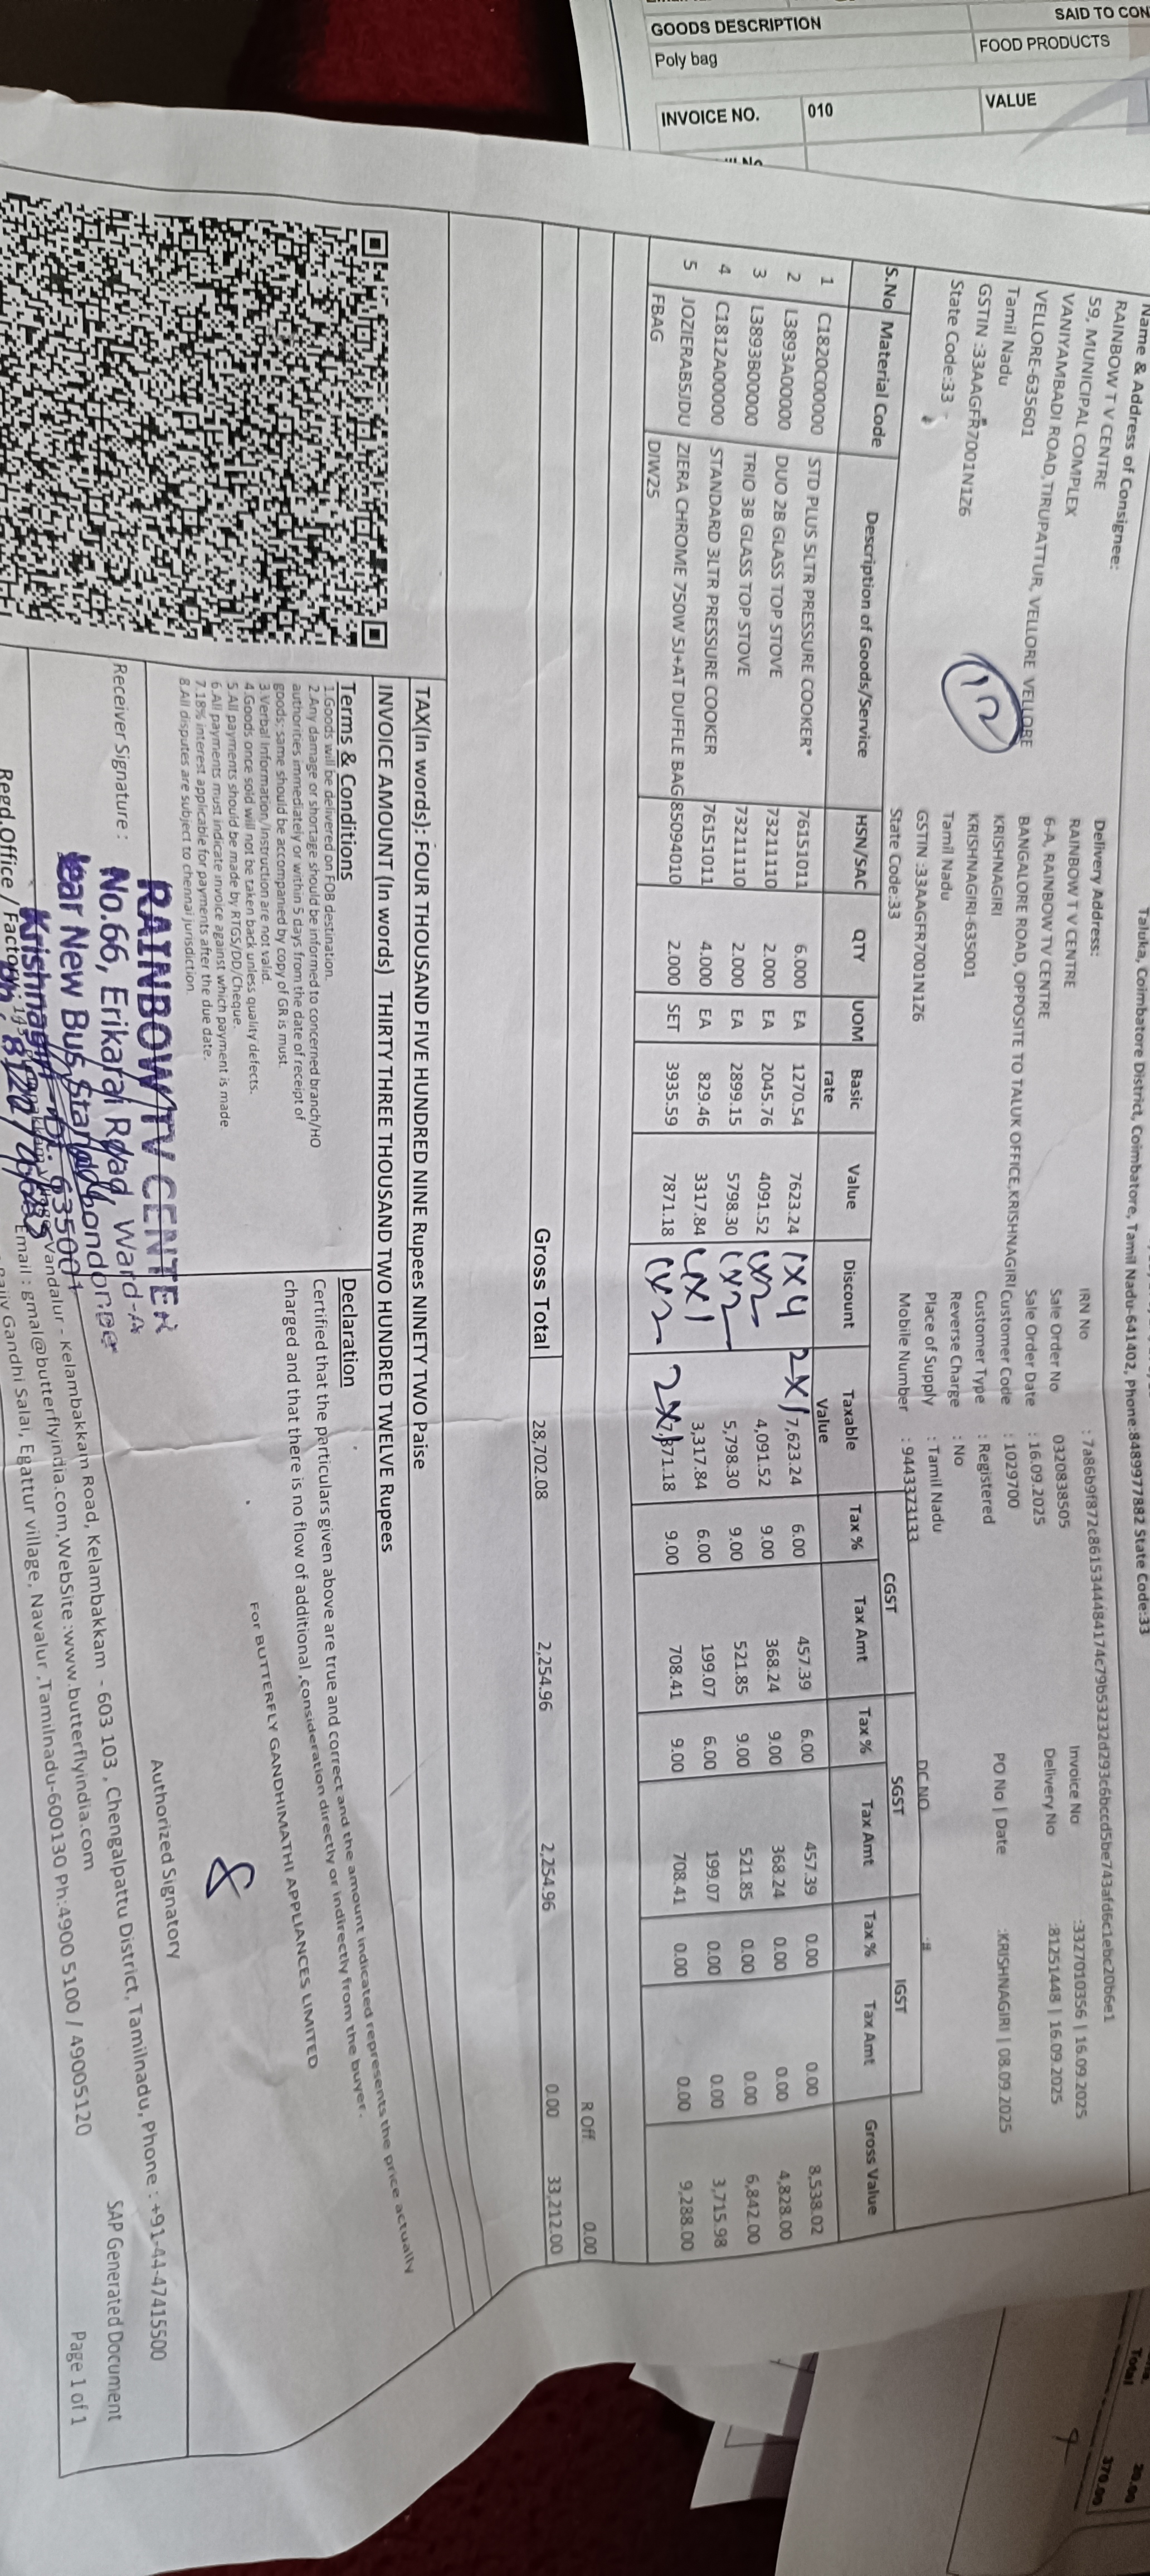 GOODS DESCRIPTION
SAID TO CON
Poly bag
FOOD PRODUCTS
INVOICE NO.
010
VALUE
Taluka, Coimbatore District, Coimbatore, Tamil Nadu-641402, Phone:8489977882 State Code:33
Name & Address of Consignee:
RAINBOW T V CENTRE
59, MUNICIPAL COMPLEX
VANIYAMBADI ROAD,TIRUPATTUR, VELLORE VELLORE
VELLORE-635601
Tamil Nadu
GSTIN :33AAGFR7001N1Z6
State Code:33
12
Delivery Address:
RAINBOW T V CENTRE
6-A, RAINBOW TV CENTRE
BANGALORE ROAD, OPPOSITE TO TALUK OFFICE,KRISHNAGIRI
KRISHNAGIRI
KRISHNAGIRI-635001
Tamil Nadu
GSTIN :33AAGFR7001N1Z6
State Code:33
IRN No : 7a86b9f872c8615344484174c79b53232d293c6bccd5be743afd6c1ebc20b6e1
Sale Order No 0320838505
Sale Order Date : 16.09.2025
Customer Code : 1029700
Customer Type : Registered
Reverse Charge : No
Place of Supply : Tamil Nadu
Mobile Number : 9443373133
Invoice No :3327010356 | 16.09.2025
Delivery No :81251448 | 16.09.2025
PO No | Date :KRISHNAGIRI | 08.09.2025
DC NO
S.No Material Code Description of Goods/Service HSN/SAC QTY UOM Basic rate Value Discount Taxable Value CGST SGST IGST Gross Value
Tax % Tax Amt Tax % Tax Amt Tax % Tax Amt
1 C1820C00000 STD PLUS 5LTR PRESSURE COOKER* 76151011 6.000 EA 1270.54 7623.24 1x4 2x1 7,623.24 6.00 457.39 6.00 457.39 0.00 0.00 8,538.02
2 L3893A00000 DUO 2B GLASS TOP STOVE 73211110 2.000 EA 2045.76 4091.52 1x2 4,091.52 9.00 368.24 9.00 368.24 0.00 0.00 4,828.00
3 L3893B00000 TRIO 3B GLASS TOP STOVE 73211110 2.000 EA 2899.15 5798.30 1x2 5,798.30 9.00 521.85 9.00 521.85 0.00 0.00 6,842.00
4 C1812A00000 STANDARD 3LTR PRESSURE COOKER 76151011 4.000 EA 829.46 3317.84 4x1 3,317.84 6.00 199.07 6.00 199.07 0.00 0.00 3,715.98
5 JOZIERAB5JDU ZIERA CHROME 750W 5J+AT DUFFLE BAG 85094010 2.000 SET 3935.59 7871.18 1x2 2x1 7,871.18 9.00 708.41 9.00 708.41 0.00 0.00 9,288.00
FBAG DIW25
R Off 0.00
Gross Total 28,702.08 2,254.96 2,254.96 0.00 33,212.00
TAX(In words): FOUR THOUSAND FIVE HUNDRED NINE Rupees NINETY TWO Paise
INVOICE AMOUNT (In words) THIRTY THREE THOUSAND TWO HUNDRED TWELVE Rupees
Terms & Conditions
1.Goods will be delivered on FOB destination.
2.Any damage or shortage should be informed to concerned branch/HO
authorities immediately or within 5 days from the date of receipt of
goods; same should be accompanied by copy of GR is must.
3.Verbal Information/Instruction are not valid.
4.Goods once sold will not be taken back unless quality defects.
5.All payments should be made by RTGS/DD/Cheque.
6.All payments must indicate invoice against which payment is made
7.18% interest applicable for payments after the due date.
8.All disputes are subject to chennai jurisdiction.
Declaration
Certified that the perticulars given above are true and correct and the amount indicated represents the price actually
charged and that there is no flow of additional ,consideration directly or indirectly from the buyer.
For BUTTERFLY GANDHIMATHI APPLIANCES LIMITED
Authorized Signatory
Receiver Signature :
RAINBOW TV CENTER
No.66, Erikarai Road, Ward-A
New Bus Stand
Krishnagiri 635001
Regd.Office / Factory :
Vandalur - Kelambakkam Road, Kelambakkam - 603 103 , Chengalpattu District, Tamilnadu, Phone : +91-44-47415500
Email : gmal@butterflyindia.com,WebSite :www.butterflyindia.com
Rajiv Gandhi Salai, Egattur village, Navalur ,Tamilnadu-600130 Ph:4900 5100 / 49005120
SAP Generated Document
Page 1 of 1
Total
20.00
370.00